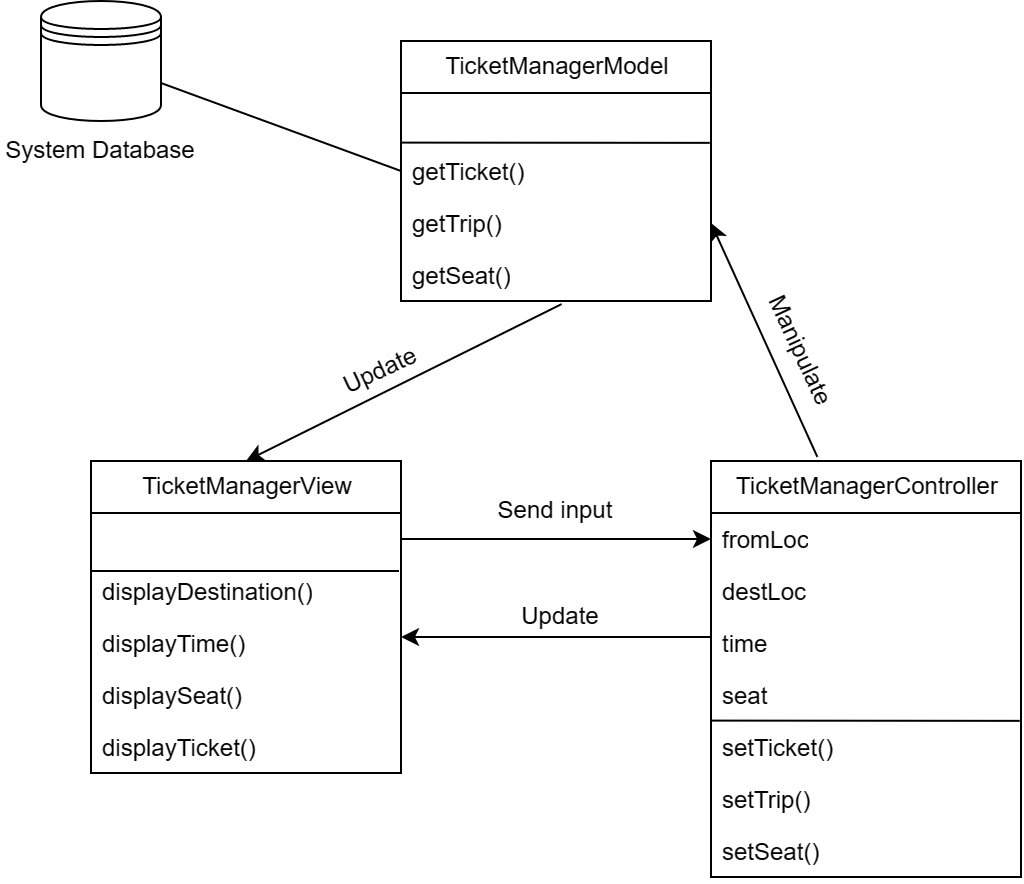 System Database
TicketManagerModel
getTicket()
getTrip()
getSeat()
Update
Manipulate
TicketManagerView
displayDestination()
displayTime()
displaySeat()
displayTicket()
Send input
Update
TicketManagerController
fromLoc
destLoc
time
seat
setTicket()
setTrip()
setSeat()